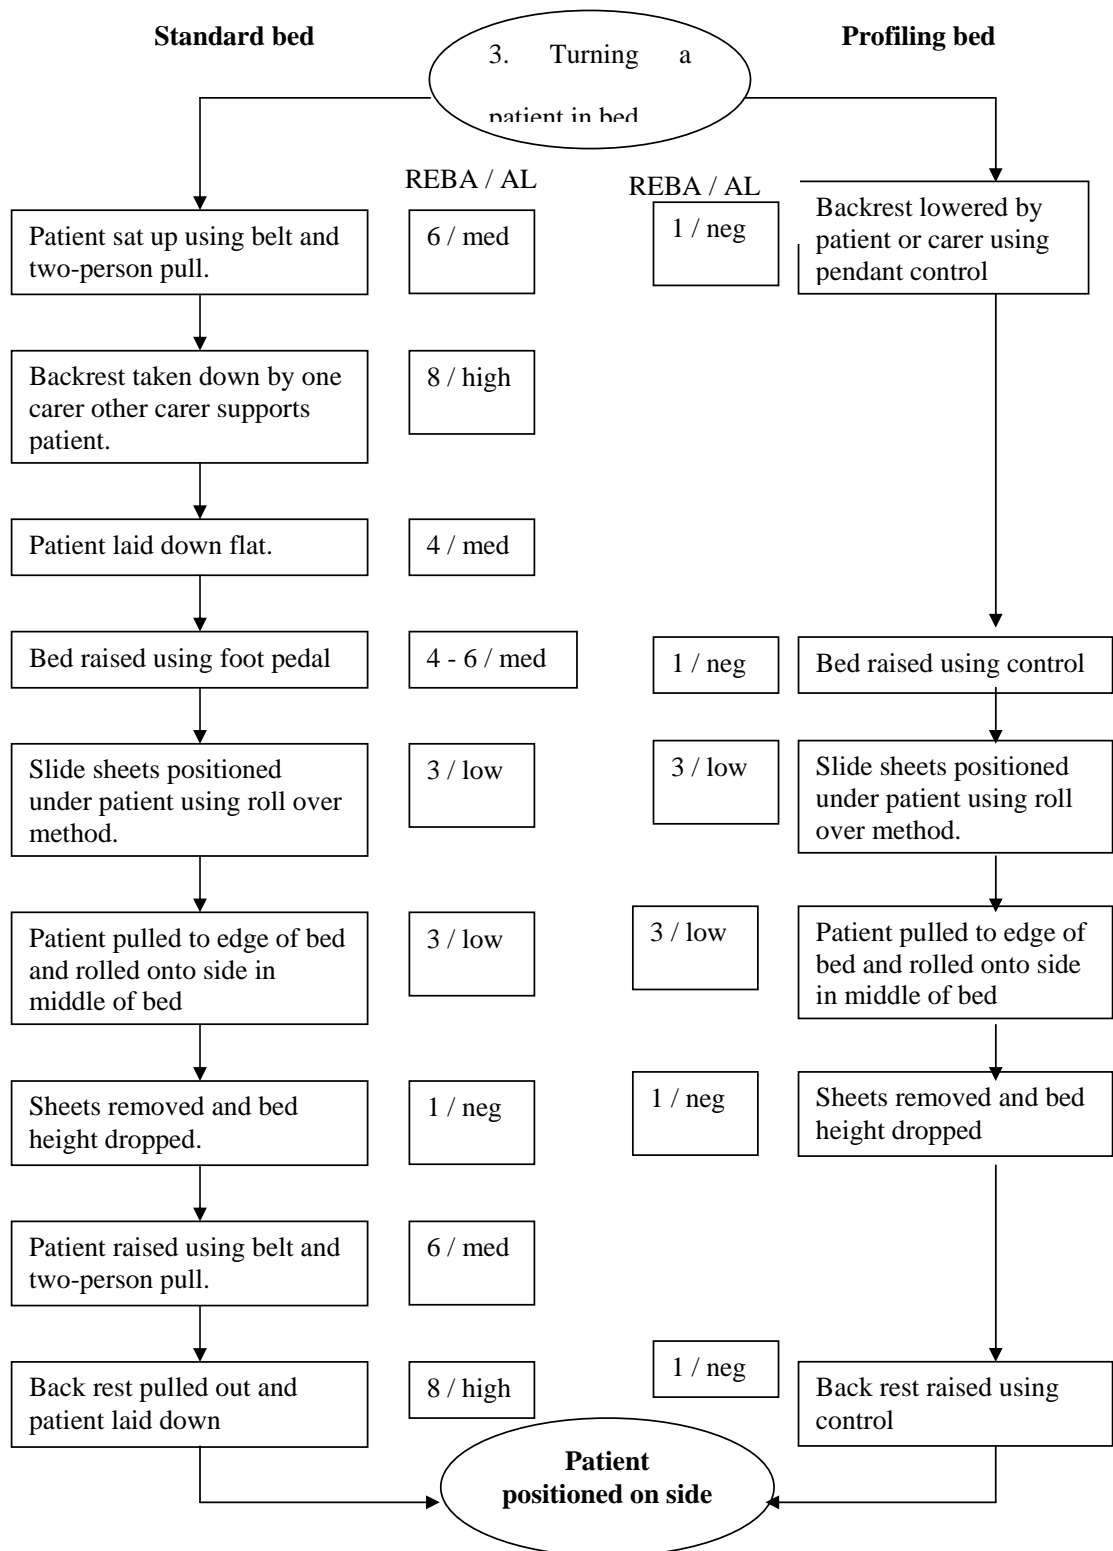 Standard bed
3. Turning a
patient in bed
Profiling bed
REBA / AL
REBA / AL
Patient sat up using belt and
two-person pull.
6 / med
1 / neg
Backrest lowered by
patient or carer using
pendant control
Backrest taken down by one
carer other carer supports
patient.
8 / high
Patient laid down flat.
4 / med
Bed raised using foot pedal
4 - 6 / med
1 / neg
Bed raised using control
Slide sheets positioned
under patient using roll over
method.
3 / low
3 / low
Slide sheets positioned
under patient using roll
over method.
Patient pulled to edge of bed
and rolled onto side in
middle of bed
3 / low
3 / low
Patient pulled to edge of
bed and rolled onto side
in middle of bed
Sheets removed and bed
height dropped.
1 / neg
1 / neg
Sheets removed and bed
height dropped
Patient raised using belt and
two-person pull.
6 / med
Back rest pulled out and
patient laid down
8 / high
1 / neg
Back rest raised using
control
Patient
positioned on side